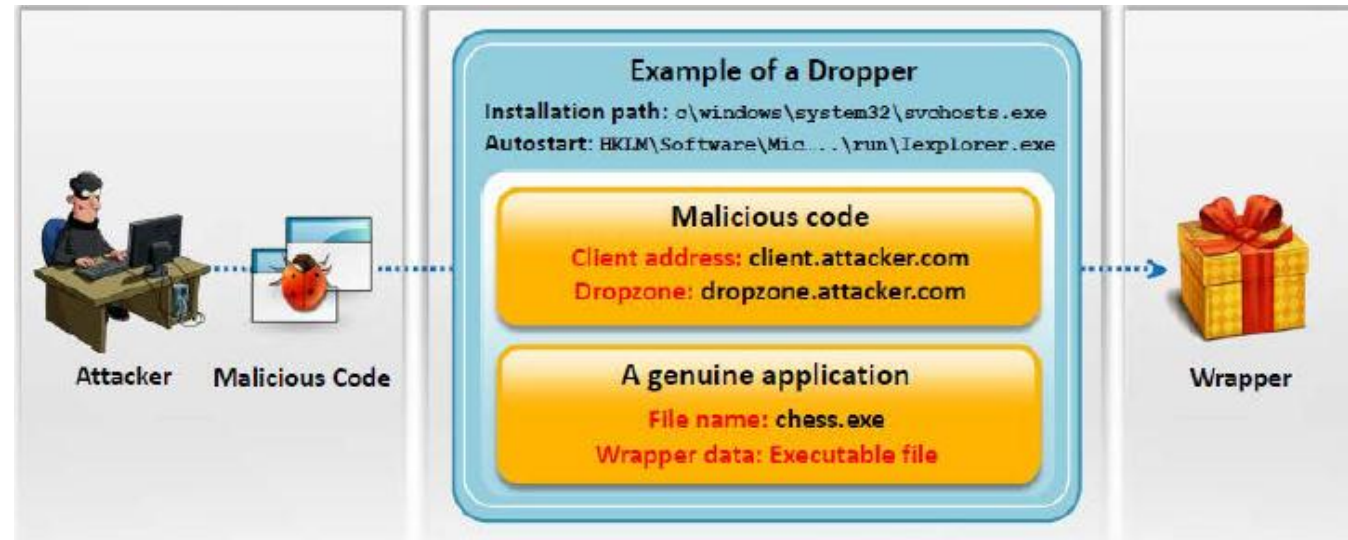 Example of a Dropper
Installation path: c\windows\system32\svchosts.exe
Autostart: HKLM\Software\Mic...\run\Iexplorer.exe
Malicious code
Client address: client.attacker.com
Dropzone: dropzone.attacker.com
A genuine application
File name: chess.exe
Wrapper data: Executable file
Attacker
Malicious Code
Wrapper